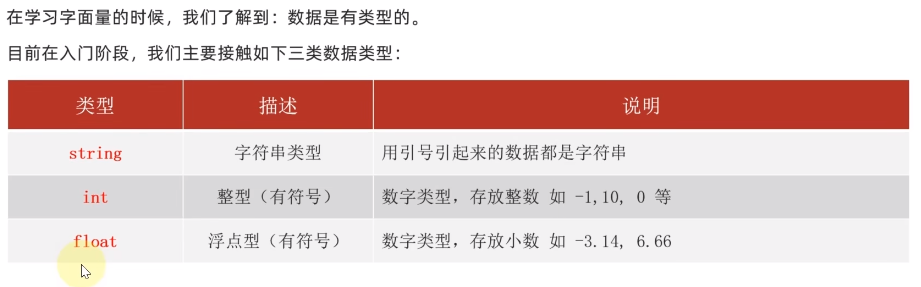 在学习字面量的时候，我们了解到：数据是有类型的。
目前在入门阶段，我们主要接触如下三类数据类型：
类型 描述 说明
string 字符串类型 用引号引起来的数据都是字符串
int 整型（有符号） 数字类型，存放整数 如 -1,10, 0 等
float 浮点型（有符号） 数字类型，存放小数 如 -3.14, 6.66